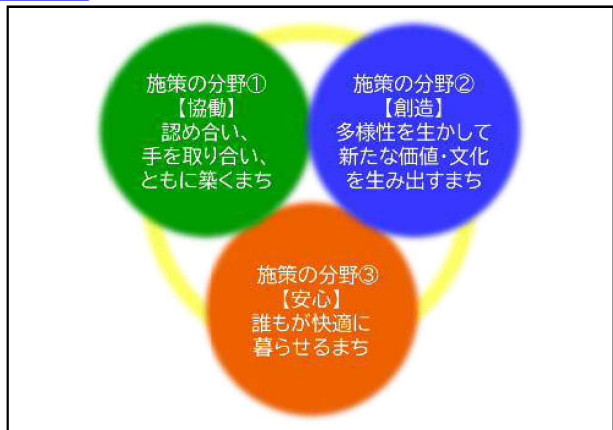 施策の分野①
【協働】
認め合い、
手を取り合い、
ともに築くまち
施策の分野②
【創造】
多様性を生かして
新たな価値・文化
を生み出すまち
施策の分野③
【安心】
誰もが快適に
暮らせるまち